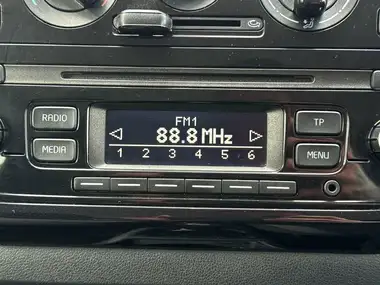 FM1
RADIO
88.8 MHz
TP
MEDIA
1 2 3 4 5 6
MENU